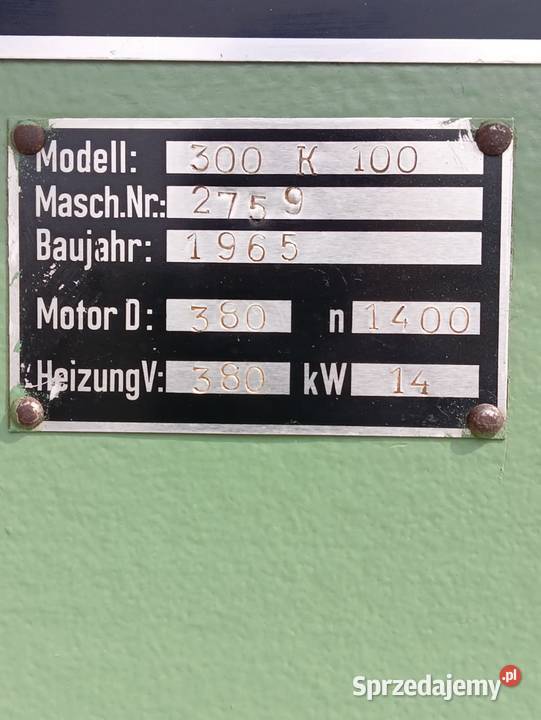 Modell: 300 K 100
Masch.Nr.: 2759
Baujahr: 1965
Motor D: 380 n 1400
HeizungV: 380 kW 14
Sprzedajemy.pl